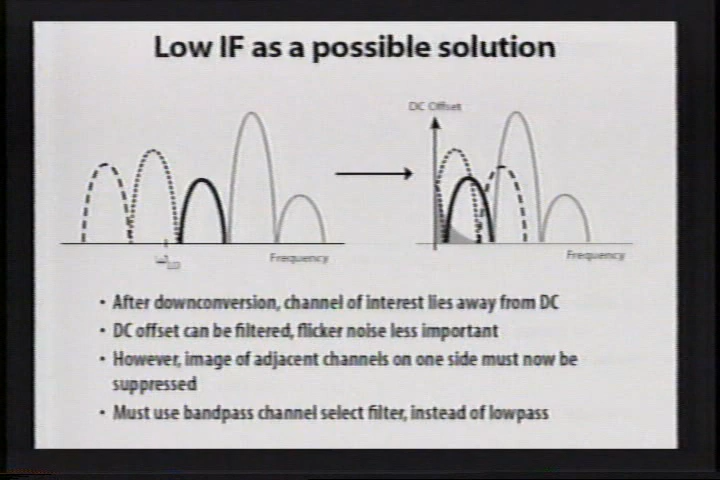 Low IF as a possible solution
DC Offset
ωLO
Frequency
Frequency
• After downconversion, channel of interest lies away from DC
• DC offset can be filtered, flicker noise less important
• However, image of adjacent channels on one side must now be
suppressed
• Must use bandpass channel select filter, instead of lowpass